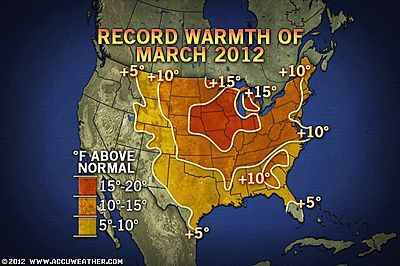 RECORD WARMTH OF
MARCH 2012
+5°
+10°
+15°
+15°
+10°
+10°
+10°
+5°
+5°
°F ABOVE
NORMAL
15°-20°
10°-15°
5°-10°
©2012 WWW.ACCUWEATHER.COM